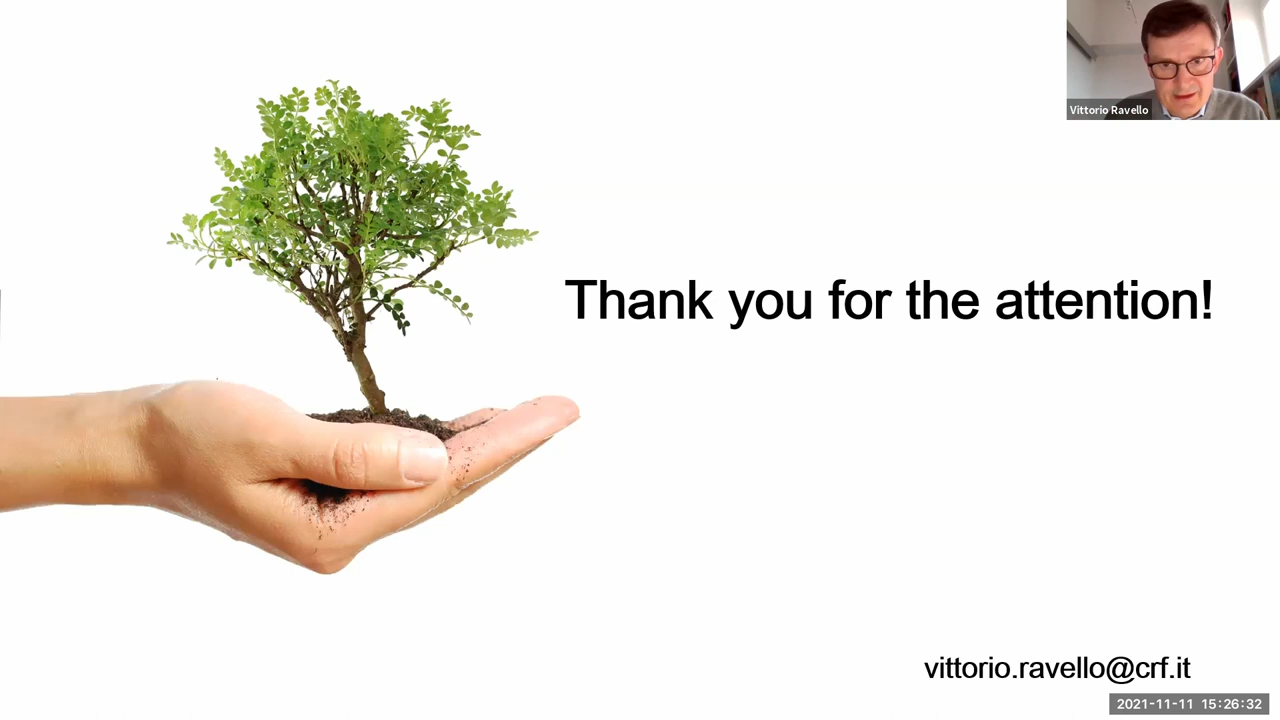 Vittorio Ravello
Thank you for the attention!
vittorio.ravello@crf.it
2021-11-11 15:26:32